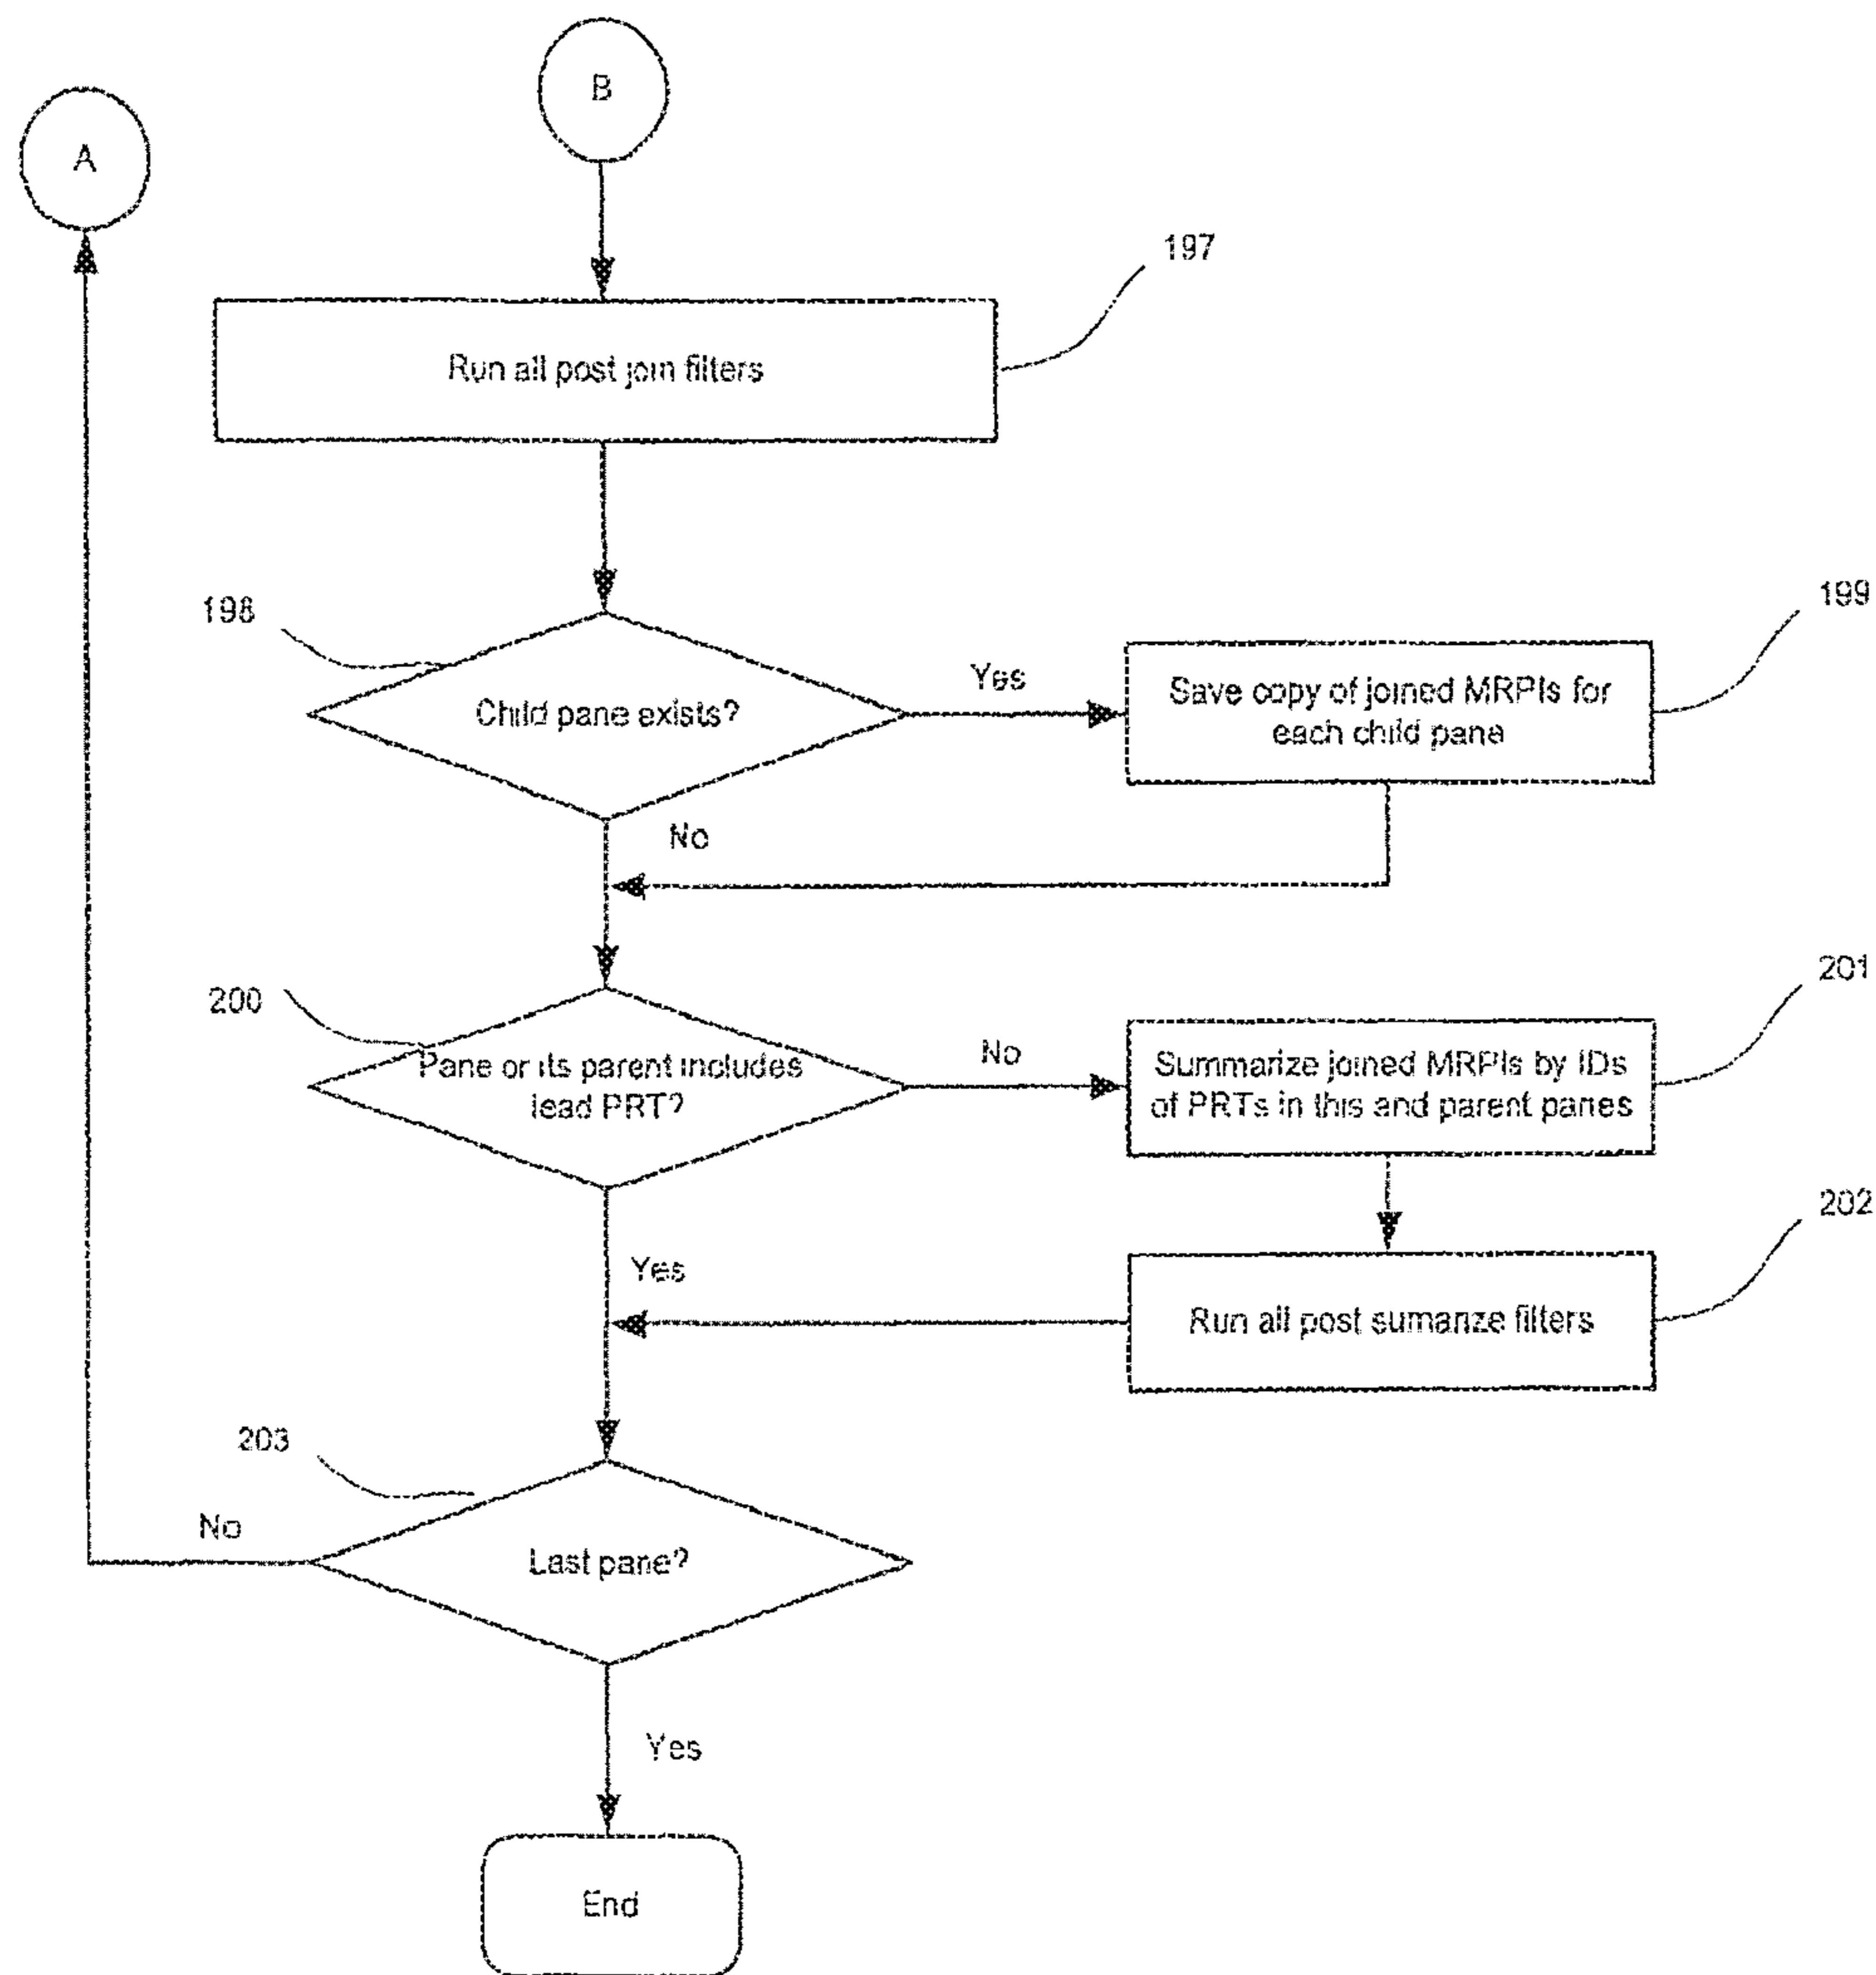 B
A
197
Run all post join filters
198
199
Child pane exists?
Yes
Save copy of joined MRPIs for
each child pane
No
200
201
Pane or its parent includes
lead PRT?
No
Summarize joined MRPIs by IDs
of PRTs in this and parent panes
202
Yes
Run all post sumarize filters
203
No
Last pane?
Yes
End